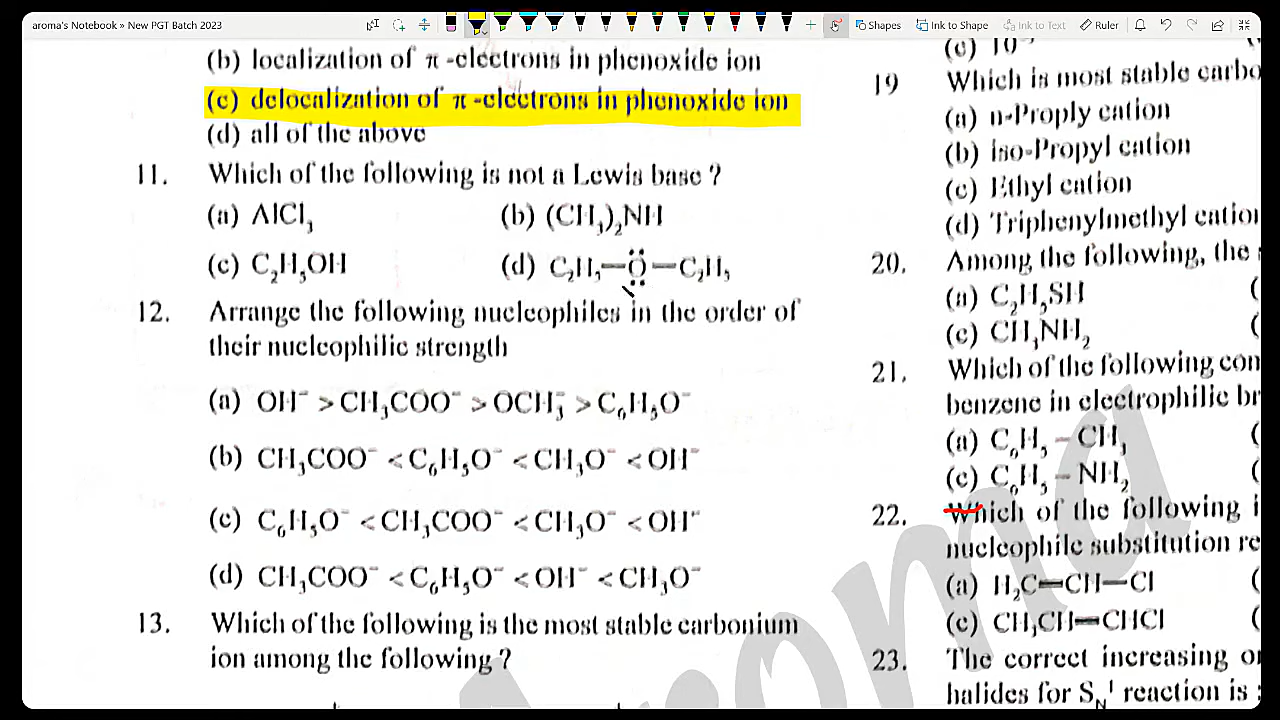 aroma's Notebook » New PGT Batch 2023
Shapes Ink to Shape Ink to Text Ruler
(b) localization of π -electrons in phenoxide ion
(c) delocalization of π -electrons in phenoxide ion
(d) all of the above
11. Which of the following is not a Lewis base ?
(a) AlCl₃ (b) (CH₃)₂NH
(c) C₂H₅OH (d) C₂H₅—Ö—C₂H₅
12. Arrange the following nucleophiles in the order of
their nucleophilic strength
(a) OH⁻ > CH₃COO⁻ > OCH₃⁻ > C₆H₅O⁻
(b) CH₃COO⁻ < C₆H₅O⁻ < CH₃O⁻ < OH⁻
(c) C₆H₅O⁻ < CH₃COO⁻ < CH₃O⁻ < OH⁻
(d) CH₃COO⁻ < C₆H₅O⁻ < OH⁻ < CH₃O⁻
13. Which of the following is the most stable carbonium
ion among the following ?
(c) 10
19 Which is most stable carbo
(a) n-Proply cation
(b) iso-Propyl cation
(c) Ethyl cation
(d) Triphenylmethyl cation
20. Among the following, the
(a) C₂H₅SH (
(c) CH₃NH₂ (
21. Which of the following con
benzene in electrophilic br
(a) C₆H₅ – CH₃ (
(c) C₆H₅ – NH₂ (
22. Which of the following i
nucleophile substitution re
(a) H₂C=CH—Cl (
(c) CH₃CH=CHCl (
23. The correct increasing or
halides for S_N¹ reaction is :